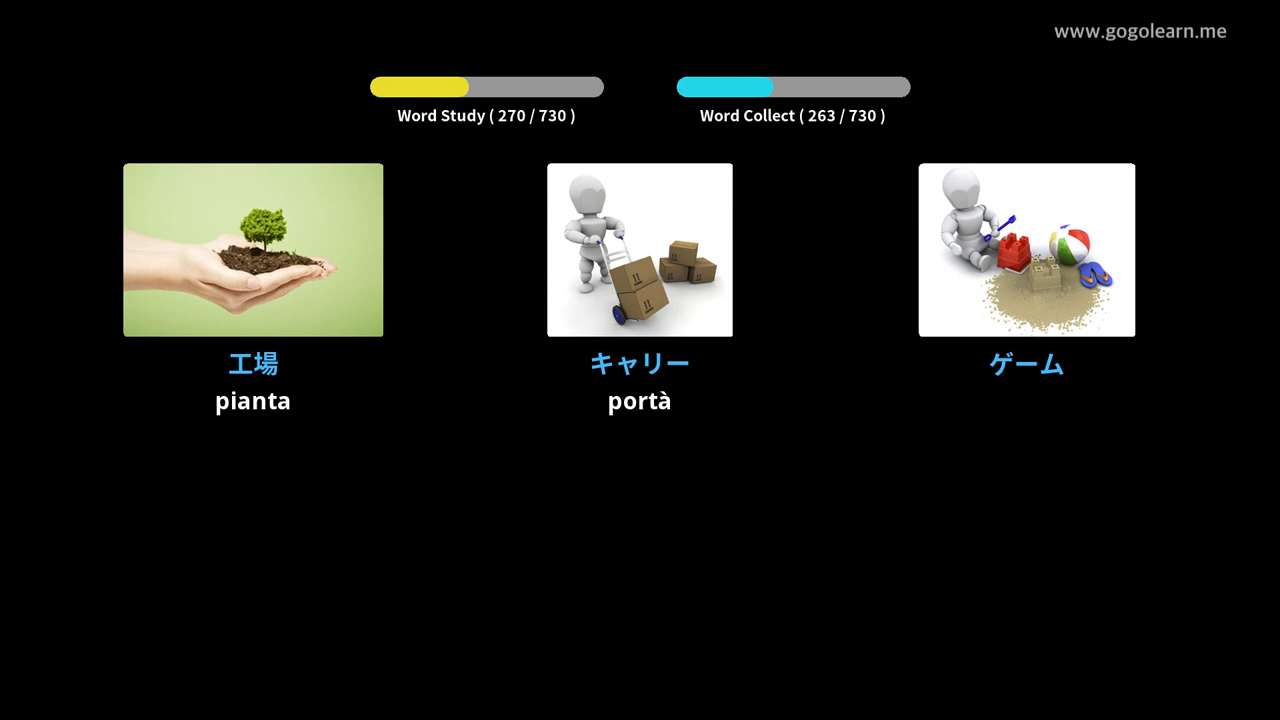 www.gogolearn.me
Word Study ( 270 / 730 )
Word Collect ( 263 / 730 )
工場
pianta
キャリー
portà
ゲーム